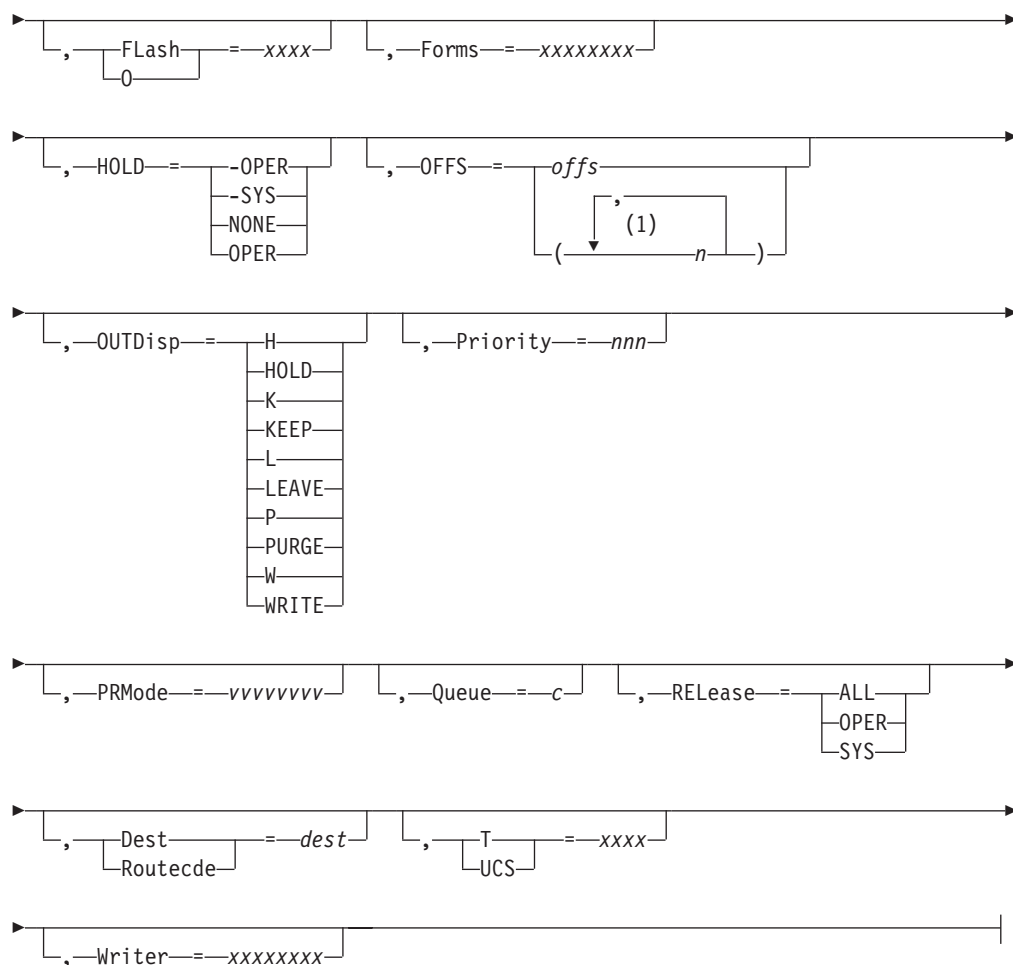 , FLash = xxxx , Forms = xxxxxxxx
O
, HOLD = -OPER , OFFS = offs
-SYS ,
NONE (1)
OPER ( n )
, OUTDisp = H , Priority = nnn
HOLD
K
KEEP
L
LEAVE
P
PURGE
W
WRITE
, PRMode = vvvvvvvv , Queue = c , RELease = ALL
OPER
SYS
, Dest = dest , T = xxxx
Routecde UCS
, Writer = xxxxxxxx